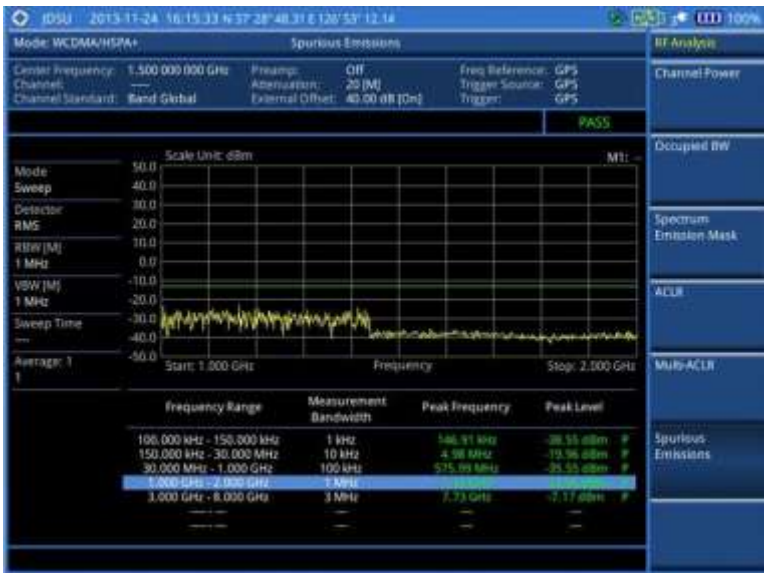 JDSU 2013-11-24 16:15:33 N 37° 28' 48.31 E 126° 53' 12.14 100%
Mode: WCDMA/HSPA+ Spurious Emissions RF Analysis
Center Frequency: 1.500 000 000 GHz Preamp: Off Freq Reference: GPS
Channel: ---- Attenuation: 20 [M] Trigger Source: GPS
Channel Standard: Band Global External Offset: 40.00 dB [On] Trigger: GPS
PASS
Channel Power
Occupied BW
Spectrum
Emission Mask
ACLR
Multi-ACLR
Spurious
Emissions
Mode
Sweep
Detector
RMS
RBW [M]
1 MHz
VBW [M]
1 MHz
Sweep Time
----
Average: 1
1
Scale Unit: dBm M1: --
50.0
40.0
30.0
20.0
10.0
0.0
-10.0
-20.0
-30.0
-40.0
-50.0
Start: 1.000 GHz Frequency Stop: 2.000 GHz
Frequency Range Measurement Bandwidth Peak Frequency Peak Level
100.000 kHz - 150.000 kHz 1 kHz 146.91 kHz -38.55 dBm P
150.000 kHz - 30.000 MHz 10 kHz 4.98 MHz -19.96 dBm P
30.000 MHz - 1.000 GHz 100 kHz 575.99 MHz -35.55 dBm P
1.000 GHz - 2.000 GHz 1 MHz
3.000 GHz - 8.000 GHz 3 MHz 7.73 GHz -7.17 dBm P